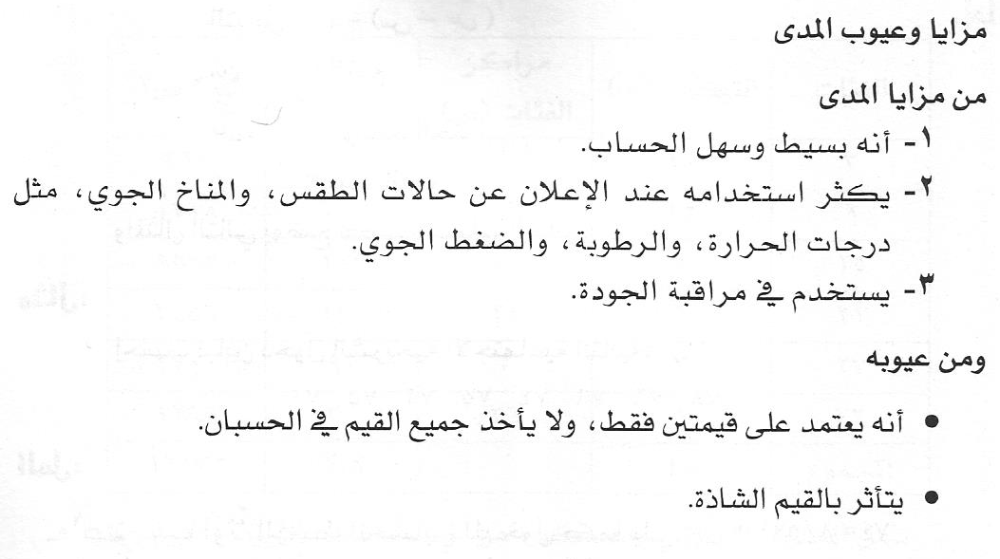 مزايا وعيوب المدى
من مزايا المدى
١- أنه بسيط وسهل الحساب.
٢- يكثر استخدامه عند الإعلان عن حالات الطقس، والمناخ الجوي، مثل
درجات الحرارة، والرطوبة، والضغط الجوي.
٣- يستخدم في مراقبة الجودة.
ومن عيوبه
• أنه يعتمد على قيمتين فقط، ولا يأخذ جميع القيم في الحسبان.
• يتأثر بالقيم الشاذة.